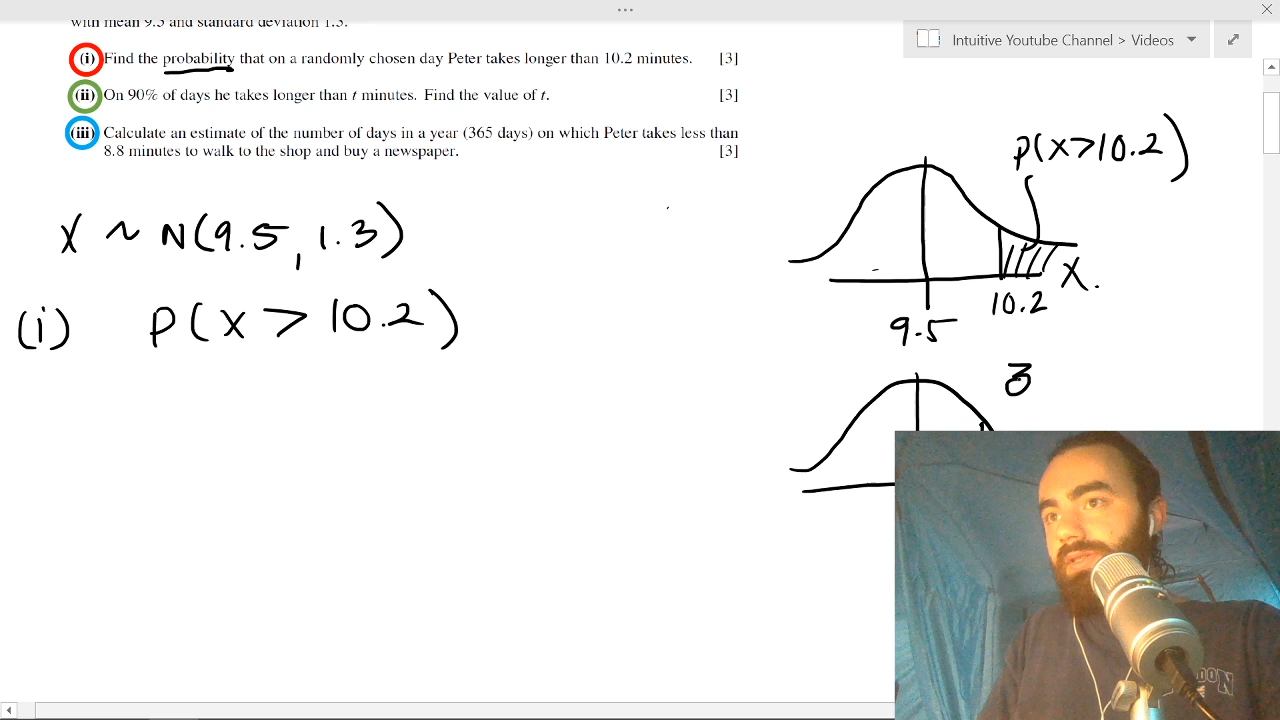 with mean 9.5 and standard deviation 1.3.
(i) Find the probability that on a randomly chosen day Peter takes longer than 10.2 minutes. [3]
(ii) On 90% of days he takes longer than t minutes. Find the value of t. [3]
(iii) Calculate an estimate of the number of days in a year (365 days) on which Peter takes less than
8.8 minutes to walk to the shop and buy a newspaper. [3]
Intuitive Youtube Channel > Videos
X ~ N(9.5, 1.3)
(i) P(X > 10.2)
P(X>10.2)
X.
10.2
9.5